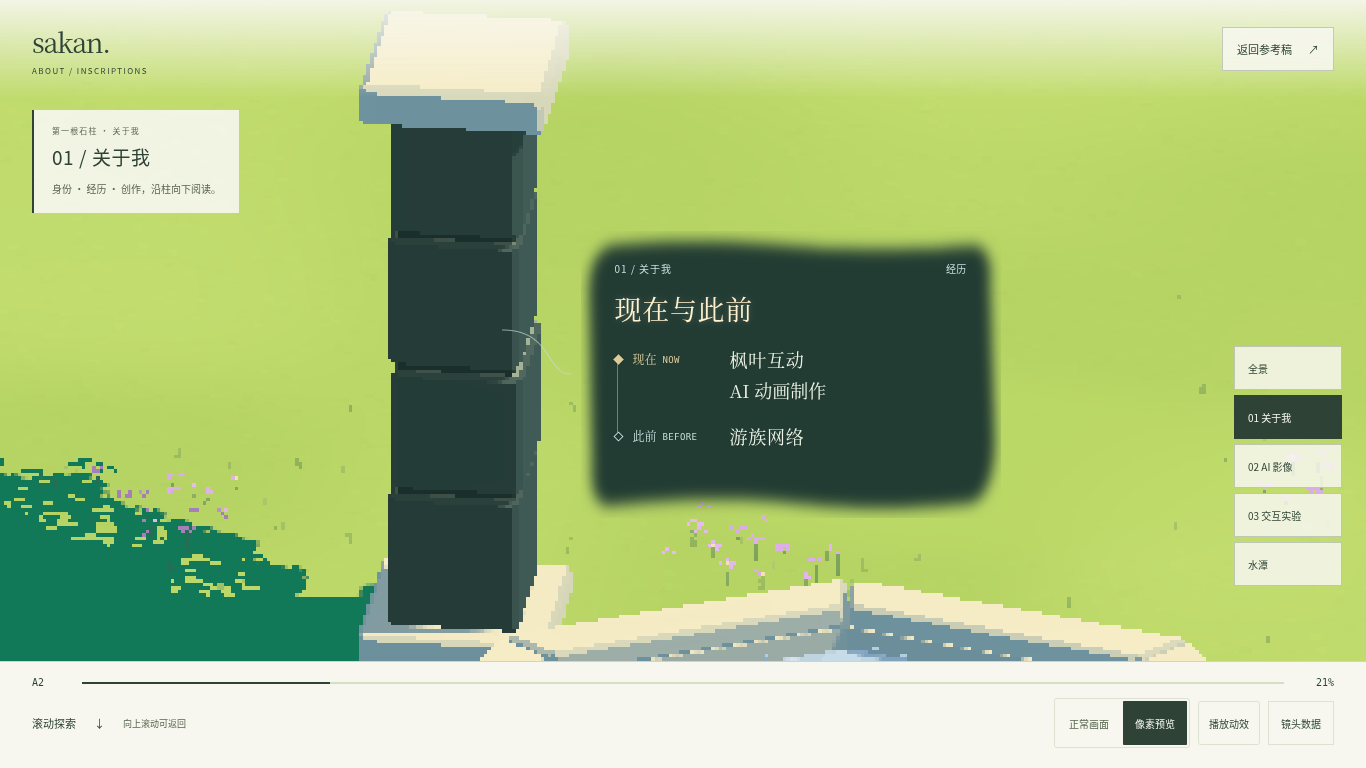 sakan.
ABOUT / INSCRIPTIONS
返回参考稿 ↗
第一根石柱 · 关于我
01 / 关于我
身份 · 经历 · 创作，沿柱向下阅读。
01 / 关于我
经历
现在与此前
现在 NOW
枫叶互动
AI 动画制作
此前 BEFORE
游族网络
全景
01 关于我
02 AI 影像
03 交互实验
水潭
A2
21%
滚动探索 ↓ 向上滚动可返回
正常画面
像素预览
播放动效
镜头数据